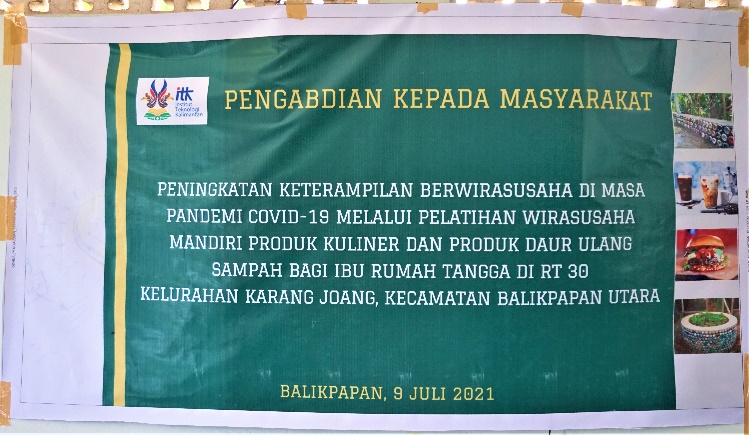 itk
Institut
Teknologi
Kalimantan
PENGABDIAN KEPADA MASYARAKAT
PENINGKATAN KETERAMPILAN BERWIRASUSAHA DI MASA
PANDEMI COVID-19 MELALUI PELATIHAN WIRASUSAHA
MANDIRI PRODUK KULINER DAN PRODUK DAUR ULANG
SAMPAH BAGI IBU RUMAH TANGGA DI RT 30
KELURAHAN KARANG JOANG, KECAMATAN BALIKPAPAN UTARA
BALIKPAPAN, 9 JULI 2021